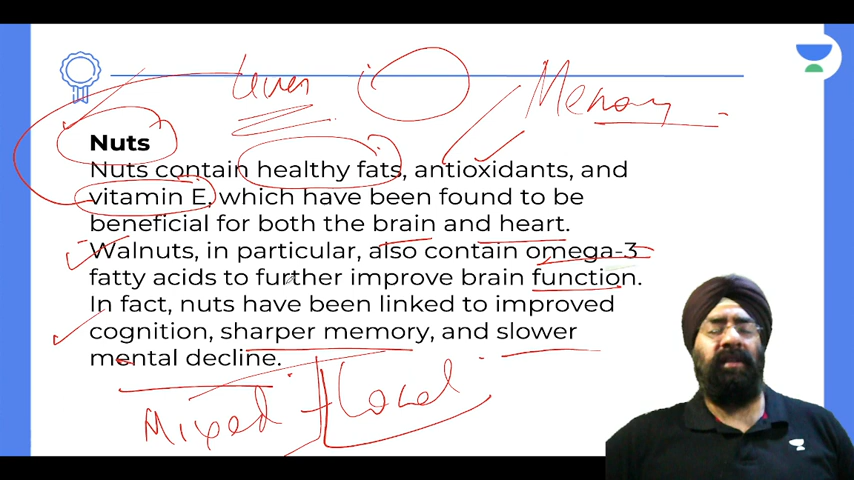 Memory
Nuts
Nuts contain healthy fats, antioxidants, and
vitamin E, which have been found to be
beneficial for both the brain and heart.
Walnuts, in particular, also contain omega-3
fatty acids to further improve brain function.
In fact, nuts have been linked to improved
cognition, sharper memory, and slower
mental decline.
Mixed